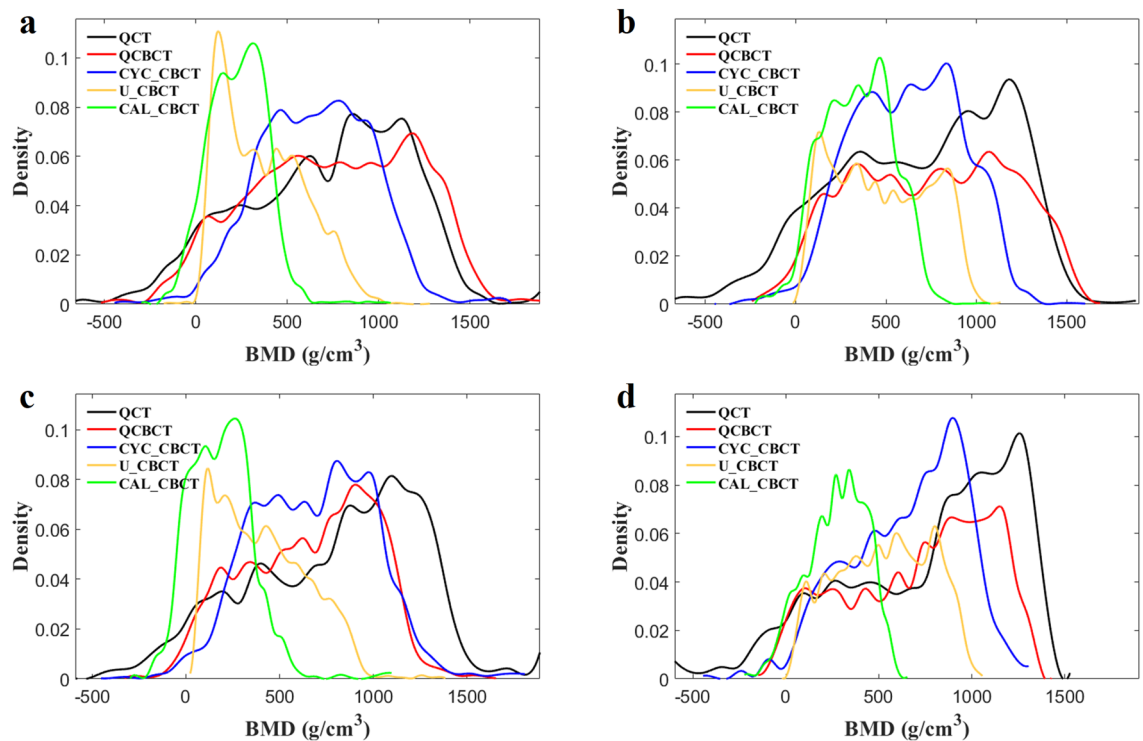 a
QCT
QCBCT
CYC_CBCT
U_CBCT
CAL_CBCT
Density
0.1
0.08
0.06
0.04
0.02
0
-500
0
500
1000
1500
BMD (g/cm³)
b
QCT
QCBCT
CYC_CBCT
U_CBCT
CAL_CBCT
Density
0.1
0.08
0.06
0.04
0.02
0
-500
0
500
1000
1500
BMD (g/cm³)
c
QCT
QCBCT
CYC_CBCT
U_CBCT
CAL_CBCT
Density
0.1
0.08
0.06
0.04
0.02
0
-500
0
500
1000
1500
BMD (g/cm³)
d
QCT
QCBCT
CYC_CBCT
U_CBCT
CAL_CBCT
Density
0.1
0.08
0.06
0.04
0.02
0
-500
0
500
1000
1500
BMD (g/cm³)